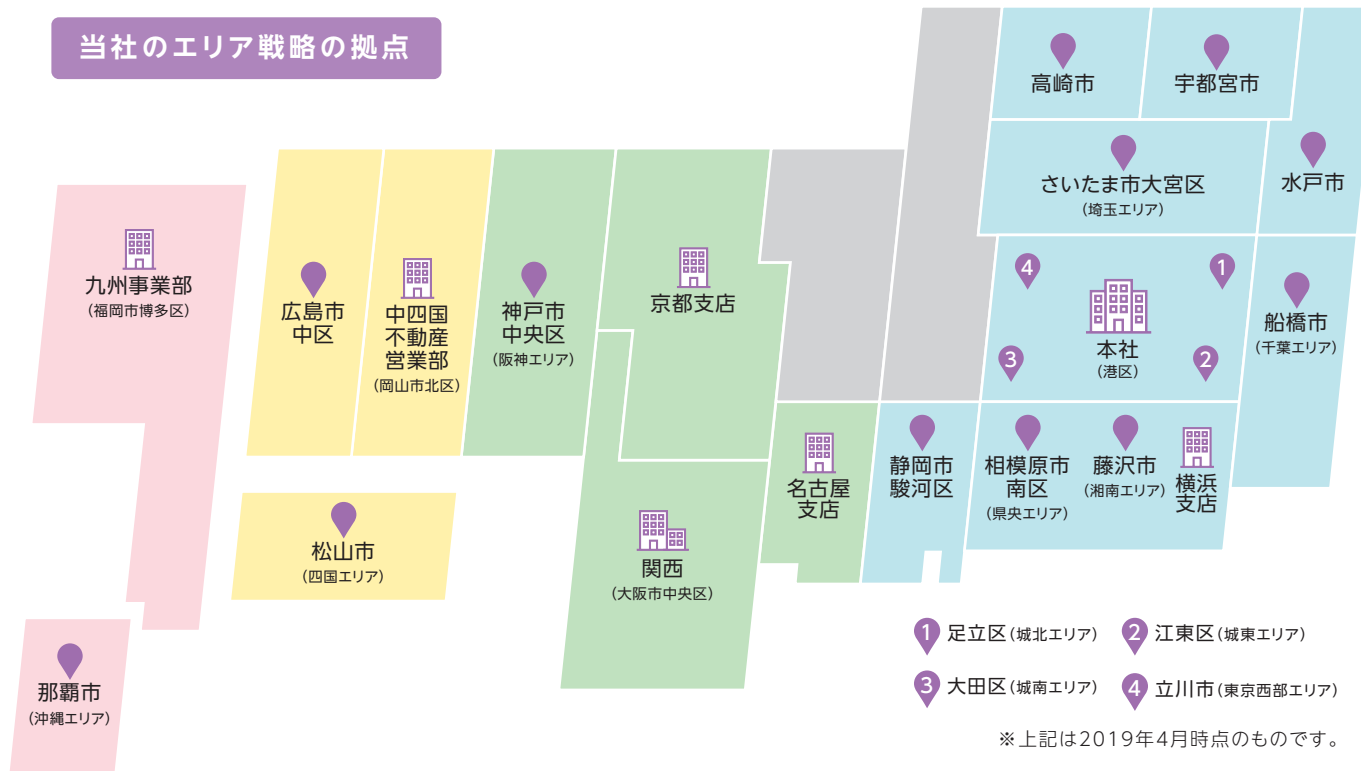 当社のエリア戦略の拠点
高崎市
宇都宮市
さいたま市大宮区
(埼玉エリア)
水戸市
九州事業部
(福岡市博多区)
広島市
中区
中四国
不動産
営業部
(岡山市北区)
神戸市
中央区
(阪神エリア)
京都支店
4
1
本社
(港区)
3
2
船橋市
(千葉エリア)
名古屋
支店
静岡市
駿河区
相模原市
南区
(県央エリア)
藤沢市
(湘南エリア)
横浜
支店
松山市
(四国エリア)
関西
(大阪市中央区)
那覇市
(沖縄エリア)
1 足立区(城北エリア)
2 江東区(城東エリア)
3 大田区(城南エリア)
4 立川市(東京西部エリア)
※上記は2019年4月時点のものです。